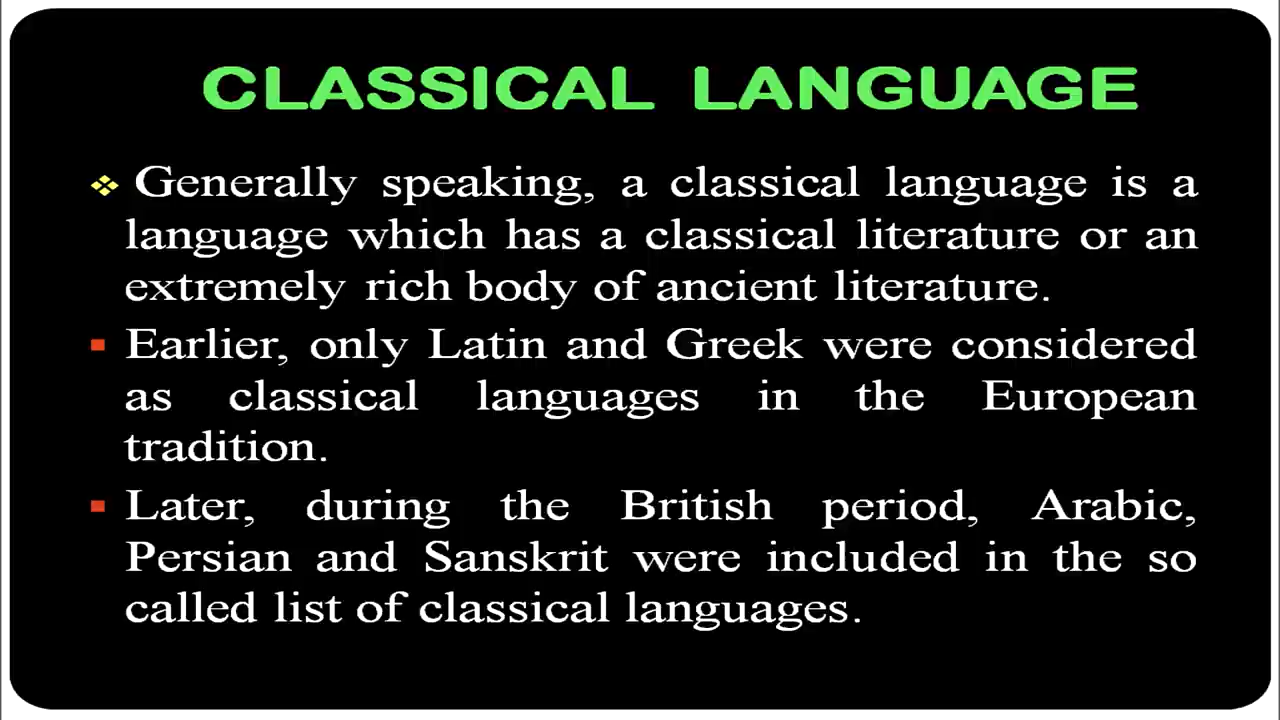 CLASSICAL LANGUAGE
Generally speaking, a classical language is a
language which has a classical literature or an
extremely rich body of ancient literature.
Earlier, only Latin and Greek were considered
as classical languages in the European
tradition.
Later, during the British period, Arabic,
Persian and Sanskrit were included in the so
called list of classical languages.